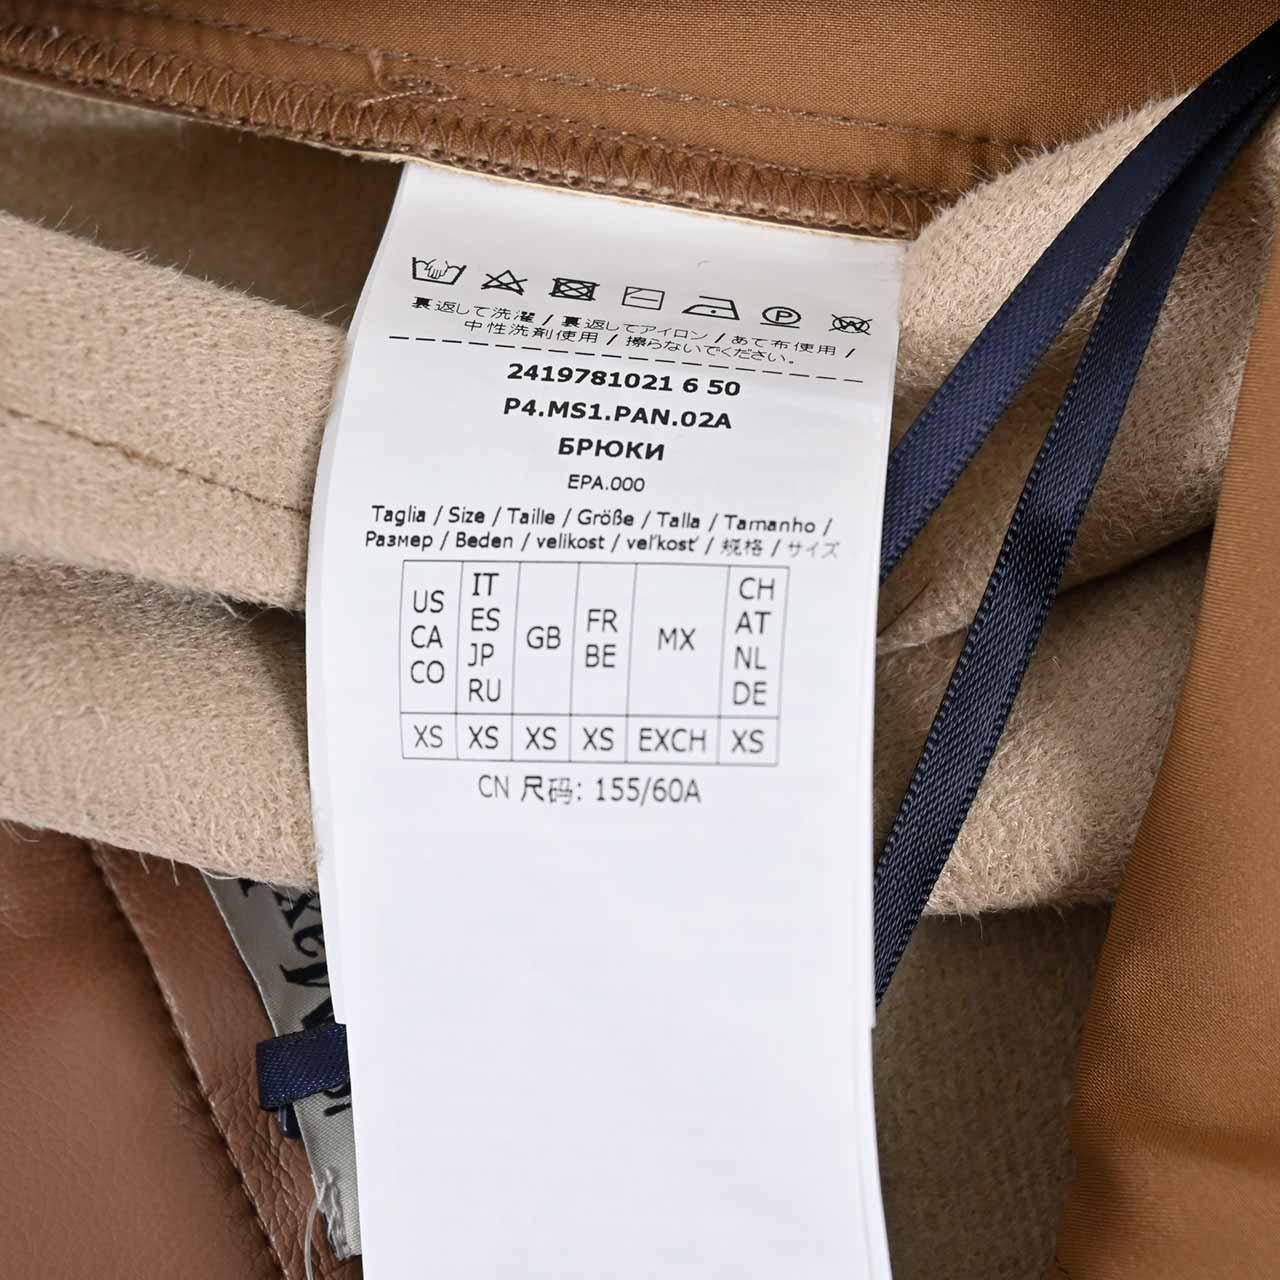 裏返して洗濯 / 裏返してアイロン / あて布使用 /
中性洗剤使用 / 擦らないでください。
2419781021 6 50
P4.MS1.PAN.02A
БРЮКИ
EPA.000
Taglia / Size / Taille / Größe / Talla / Tamanho /
Размер / Beden / velikost / veľkosť / 规格 / サイズ
US CA CO IT ES JP RU GB FR BE MX CH AT NL DE
XS XS XS XS EXCH XS
CN 尺码: 155/60A